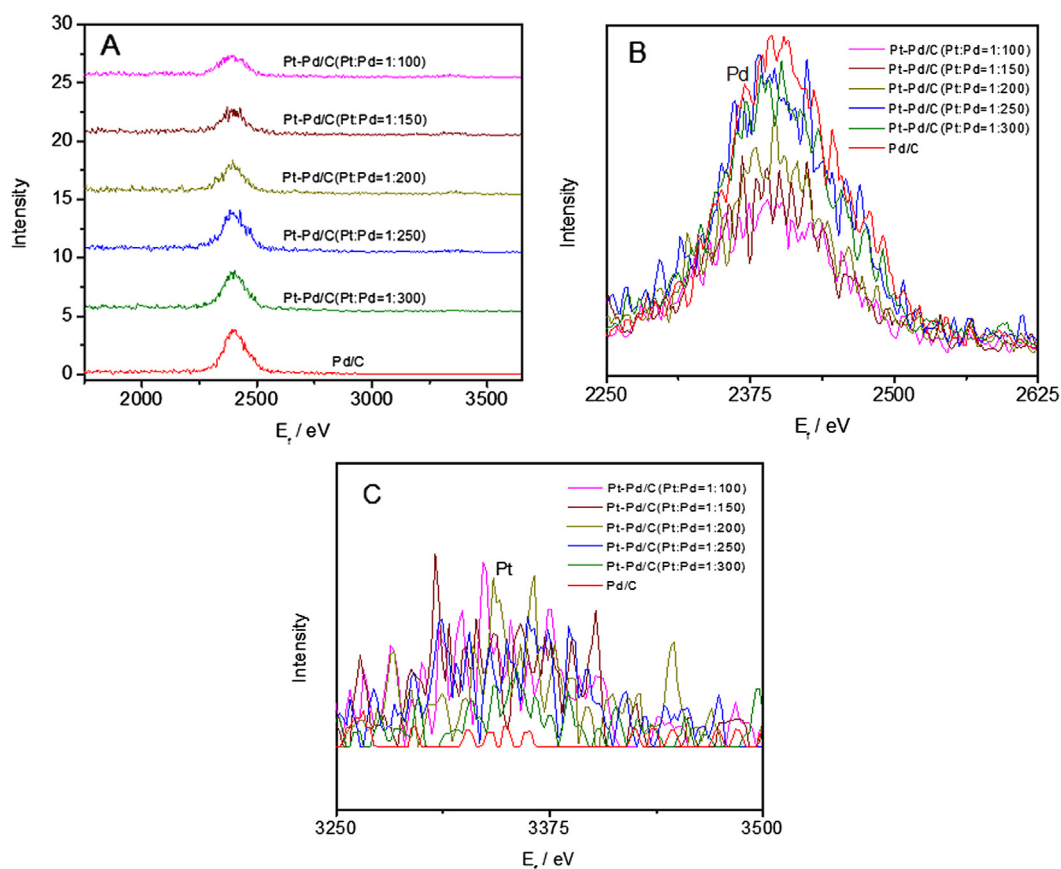 A
30
25
20
15
10
5
0
Intensity
Pt-Pd/C(Pt:Pd=1:100)
Pt-Pd/C(Pt:Pd=1:150)
Pt-Pd/C(Pt:Pd=1:200)
Pt-Pd/C(Pt:Pd=1:250)
Pt-Pd/C(Pt:Pd=1:300)
Pd/C
2000 2500 3000 3500
E_f / eV
B
Pd
Intensity
Pt-Pd/C(Pt:Pd=1:100)
Pt-Pd/C(Pt:Pd=1:150)
Pt-Pd/C(Pt:Pd=1:200)
Pt-Pd/C(Pt:Pd=1:250)
Pt-Pd/C(Pt:Pd=1:300)
Pd/C
2250 2375 2500 2625
E_f / eV
C
Pt
Intensity
Pt-Pd/C(Pt:Pd=1:100)
Pt-Pd/C(Pt:Pd=1:150)
Pt-Pd/C(Pt:Pd=1:200)
Pt-Pd/C(Pt:Pd=1:250)
Pt-Pd/C(Pt:Pd=1:300)
Pd/C
3250 3375 3500
E / eV